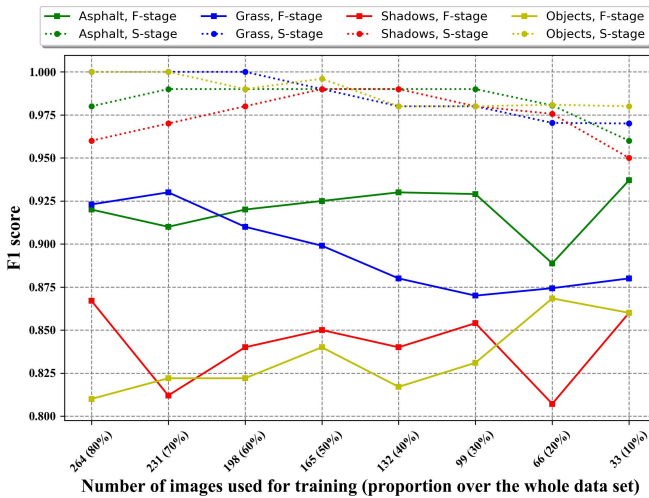 Asphalt, F-stage Grass, F-stage Shadows, F-stage Objects, F-stage
Asphalt, S-stage Grass, S-stage Shadows, S-stage Objects, S-stage
1.000
0.975
0.950
0.925
0.900
0.875
0.850
0.825
0.800
F1 score
264 (80%) 231 (70%) 198 (60%) 165 (50%) 132 (40%) 99 (30%) 66 (20%) 33 (10%)
Number of images used for training (proportion over the whole data set)